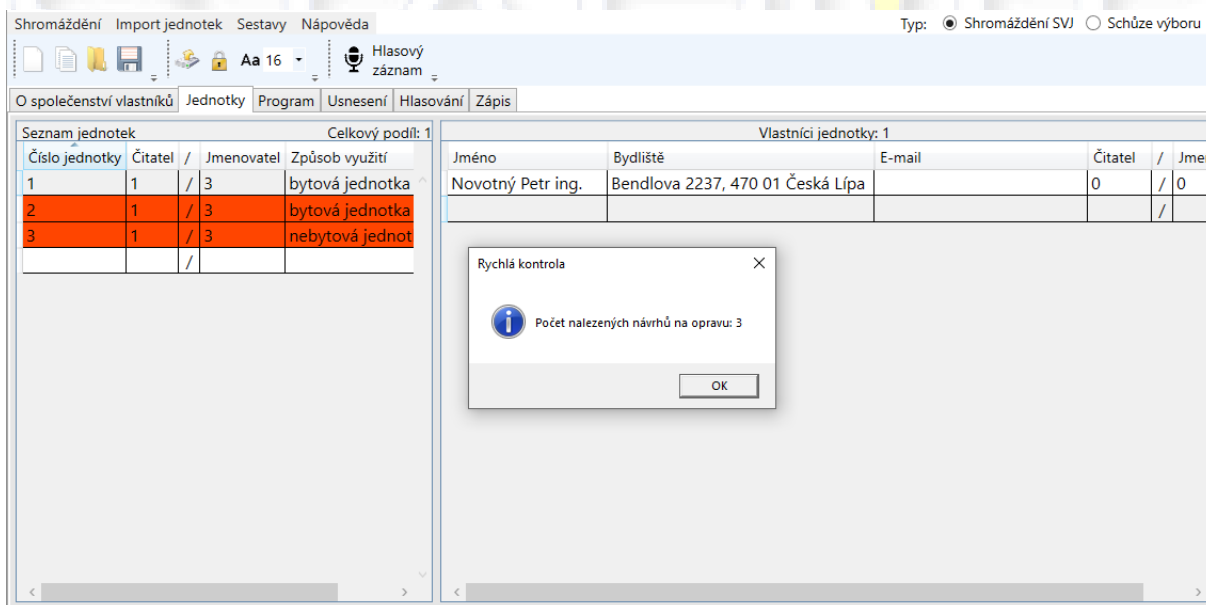 Shromáždění Import jednotek Sestavy Nápověda Typ: Shromáždění SVJ Schůze výboru
Aa 16 Hlasový
záznam
O společenství vlastníků Jednotky Program Usnesení Hlasování Zápis
Seznam jednotek Celkový podíl: 1 Vlastníci jednotky: 1
Číslo jednotky Čitatel / Jmenovatel Způsob využití Jméno Bydliště E-mail Čitatel / Jme
1 1 / 3 bytová jednotka Novotný Petr ing. Bendlova 2237, 470 01 Česká Lípa 0 / 0
2 1 / 3 bytová jednotka /
3 1 / 3 nebytová jednot
/
Rychlá kontrola
Počet nalezených návrhů na opravu: 3
OK